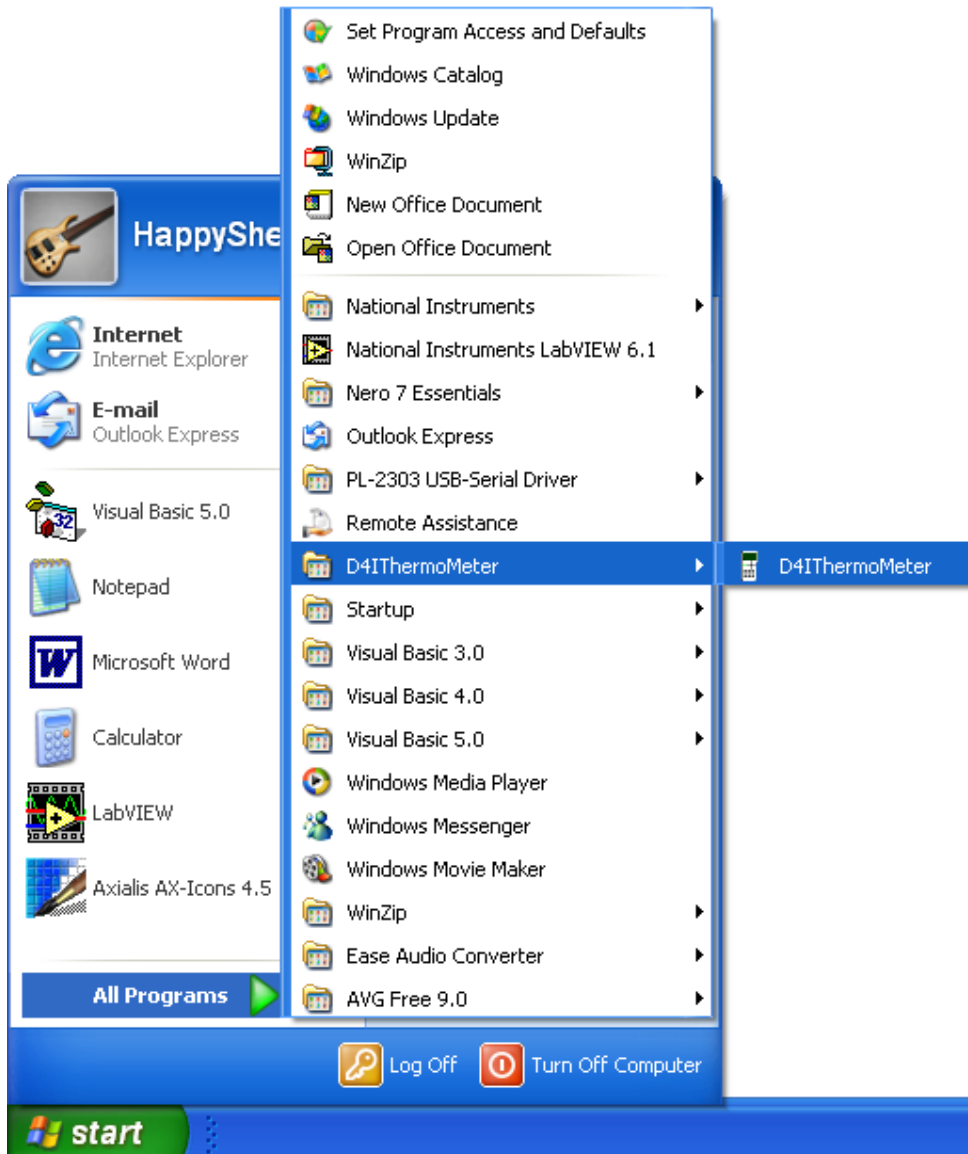 Set Program Access and Defaults
Windows Catalog
Windows Update
WinZip
New Office Document
Open Office Document
National Instruments
National Instruments LabVIEW 6.1
Nero 7 Essentials
Outlook Express
PL-2303 USB-Serial Driver
Remote Assistance
D4IThermoMeter
D4IThermoMeter
Startup
Visual Basic 3.0
Visual Basic 4.0
Visual Basic 5.0
Windows Media Player
Windows Messenger
Windows Movie Maker
WinZip
Ease Audio Converter
AVG Free 9.0
HappyShe
Internet
Internet Explorer
E-mail
Outlook Express
32
Visual Basic 5.0
Notepad
W
Microsoft Word
Calculator
LabVIEW
Axialis AX-Icons 4.5
All Programs
Log Off
Turn Off Computer
start